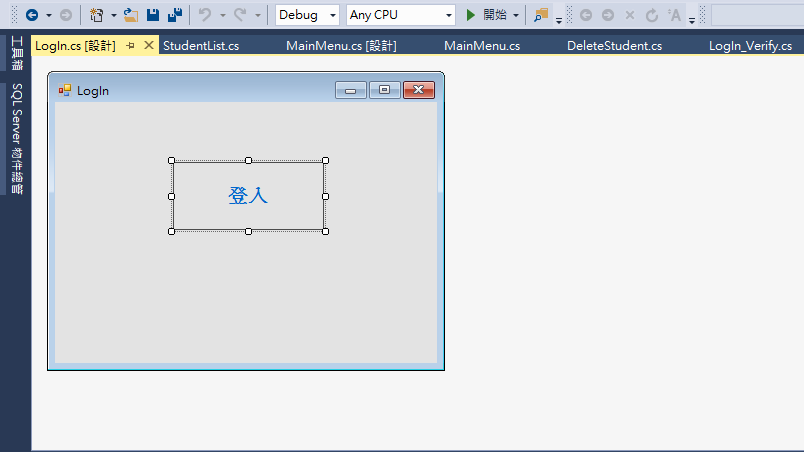 Debug Any CPU 開始
LogIn.cs [設計] StudentList.cs MainMenu.cs [設計] MainMenu.cs DeleteStudent.cs LogIn_Verify.cs
工具箱
SQL Server 物件總管
LogIn
登入